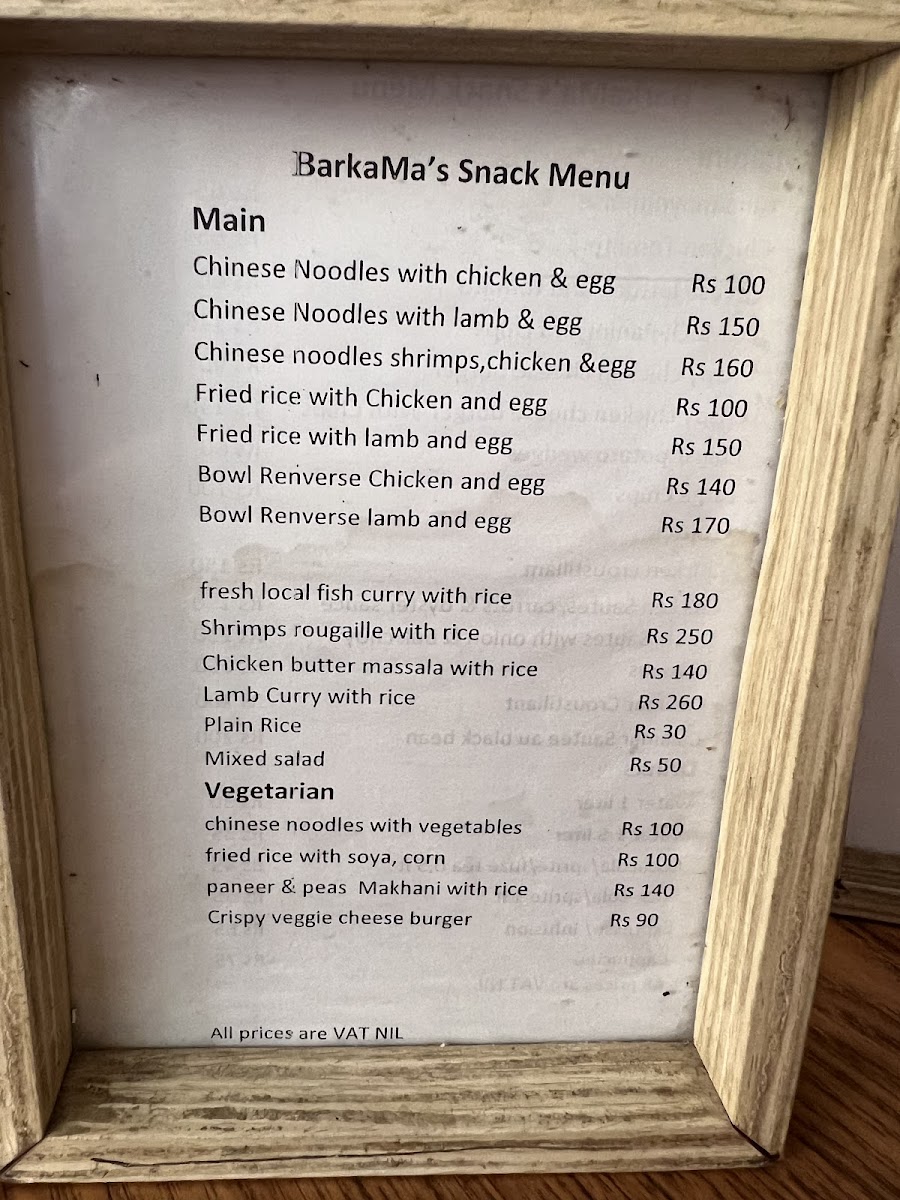 BarkaMa's Snack Menu
Main
Chinese Noodles with chicken & egg Rs 100
Chinese Noodles with lamb & egg Rs 150
Chinese noodles shrimps,chicken &egg Rs 160
Fried rice with Chicken and egg Rs 100
Fried rice with lamb and egg Rs 150
Bowl Renverse Chicken and egg Rs 140
Bowl Renverse lamb and egg Rs 170
fresh local fish curry with rice Rs 180
Shrimps rougaille with rice Rs 250
Chicken butter massala with rice Rs 140
Lamb Curry with rice Rs 260
Plain Rice Rs 30
Mixed salad Rs 50
Vegetarian
chinese noodles with vegetables Rs 100
fried rice with soya, corn Rs 100
paneer & peas Makhani with rice Rs 140
Crispy veggie cheese burger Rs 90
All prices are VAT NIL